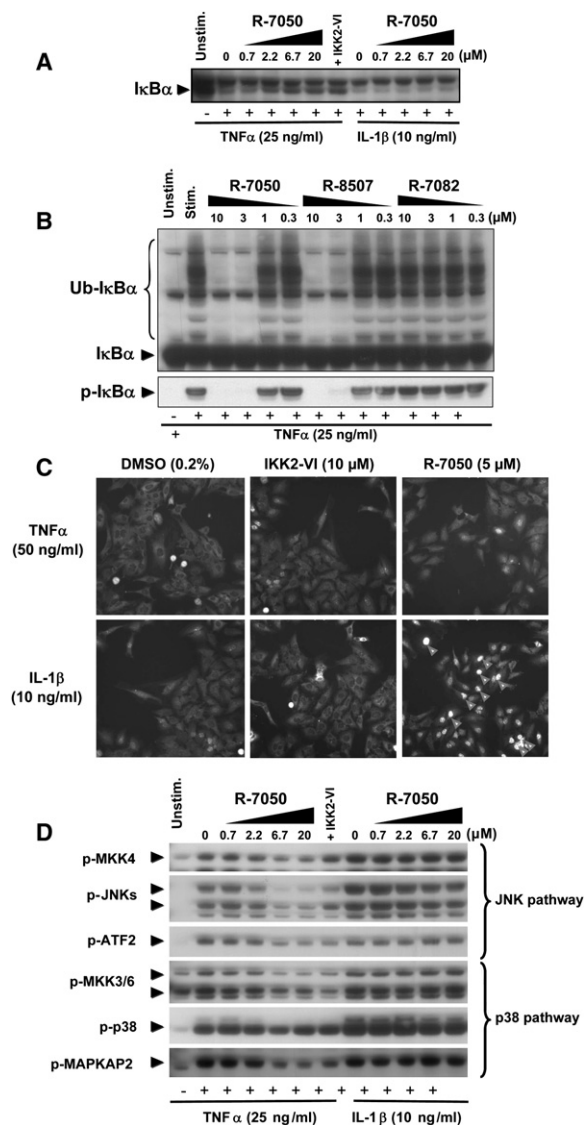 A
R-7050
Unstim.
0 0.7 2.2 6.7 20
+ IKK2-VI
R-7050
0 0.7 2.2 6.7 20 (μM)
IκBα
- + + + + + + + + + + +
TNFα (25 ng/ml) IL-1β (10 ng/ml)
B
Unstim.
Stim.
R-7050 R-8507 R-7082
10 3 1 0.3 10 3 1 0.3 10 3 1 0.3 (μM)
Ub-IκBα
IκBα
p-IκBα
- + + + + + + + + + + + +
+ TNFα (25 ng/ml)
C
DMSO (0.2%) IKK2-VI (10 μM) R-7050 (5 μM)
TNFα
(50 ng/ml)
IL-1β
(10 ng/ml)
D
Unstim.
R-7050
0 0.7 2.2 6.7 20
+ IKK2-VI
R-7050
0 0.7 2.2 6.7 20 (μM)
p-MKK4
p-JNKs
p-ATF2
JNK pathway
p-MKK3/6
p-p38
p-MAPKAP2
p38 pathway
- + + + + + + + + + + +
TNFα (25 ng/ml) IL-1β (10 ng/ml)